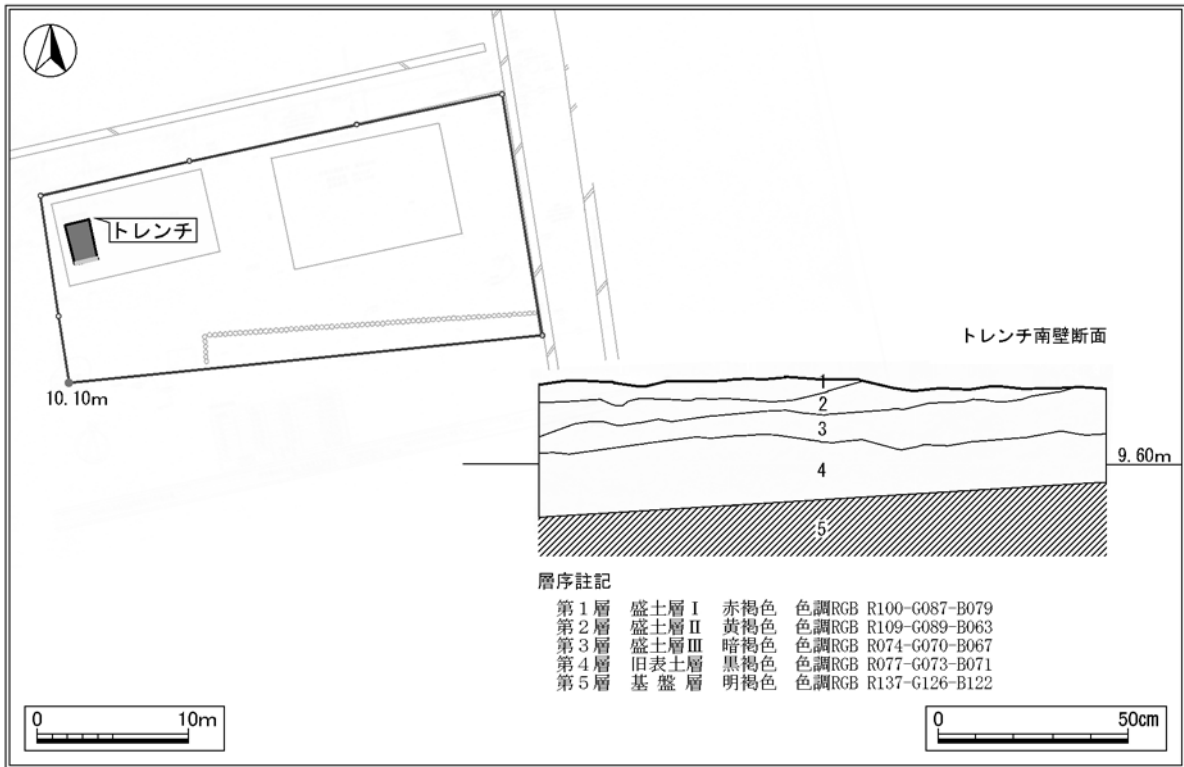 トレンチ
10.10m
トレンチ南壁断面
1
2
3
4
5
9.60m
層序註記
第1層 盛土層Ⅰ 赤褐色 色調RGB R100-G087-B079
第2層 盛土層Ⅱ 黄褐色 色調RGB R109-G089-B063
第3層 盛土層Ⅲ 暗褐色 色調RGB R074-G070-B067
第4層 旧表土層 黒褐色 色調RGB R077-G073-B071
第5層 基盤層 明褐色 色調RGB R137-G126-B122
0 10m
0 50cm